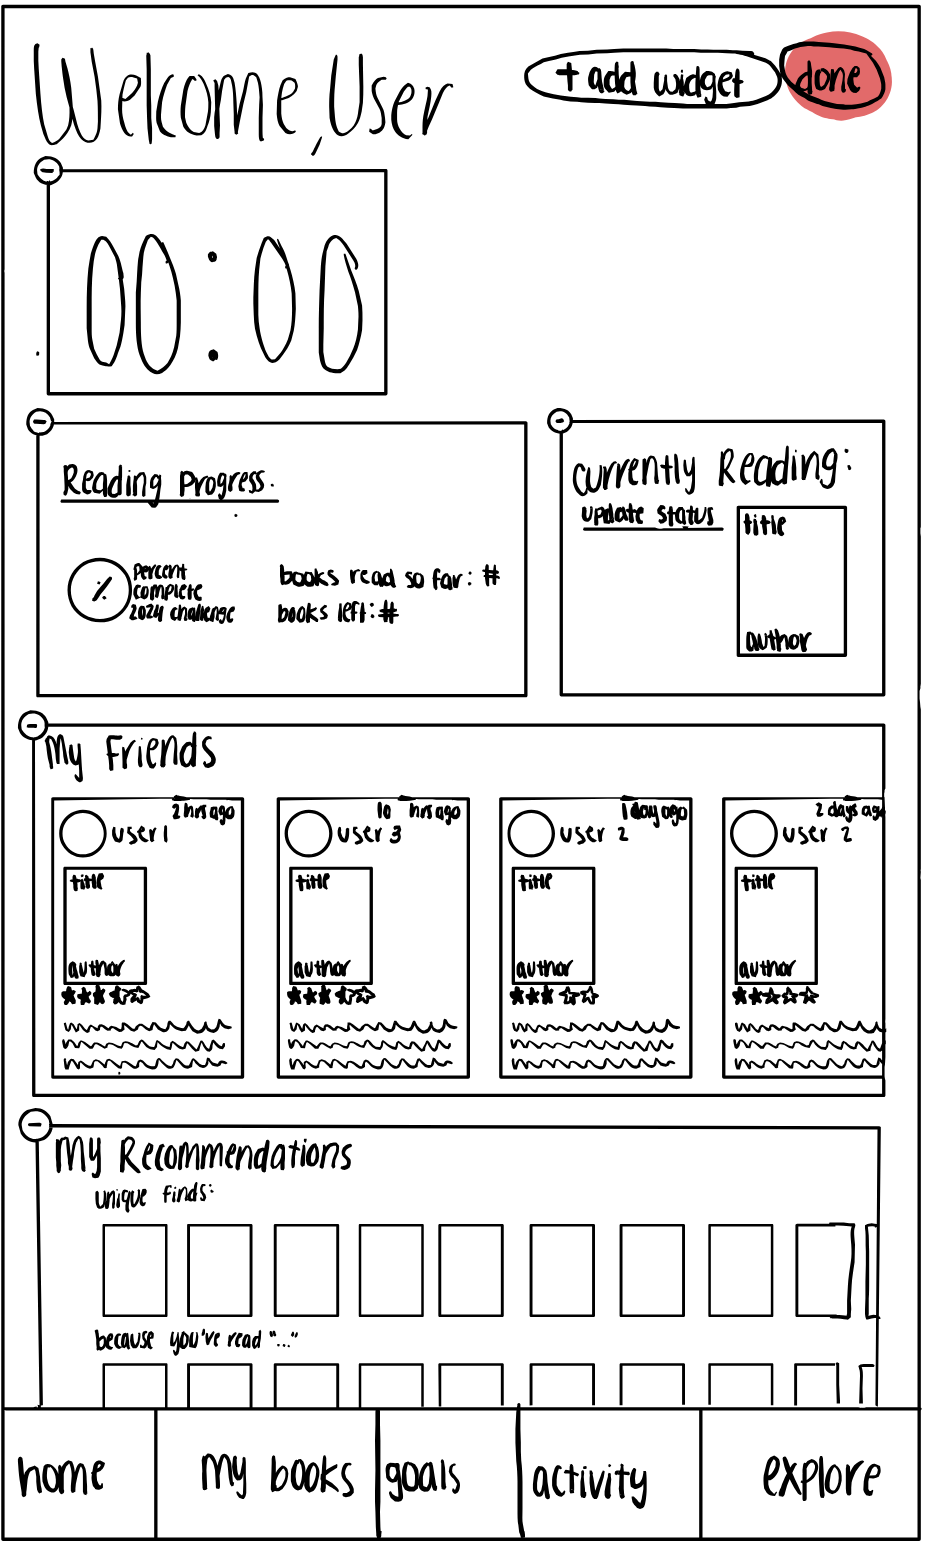 Welcome, User
+ add widget
done
00:00
Reading Progress.
%
percent
complete
2024 challenge
books read so far: #
books left: #
Currently Reading:
update status
title
author
My Friends
2 hrs ago
user 1
title
author
10 hrs ago
user 3
title
author
1 day ago
user 2
title
author
2 days ago
user 2
title
author
My Recommendations
unique finds:
because you've read "..."
home
my books
goals
activity
explore